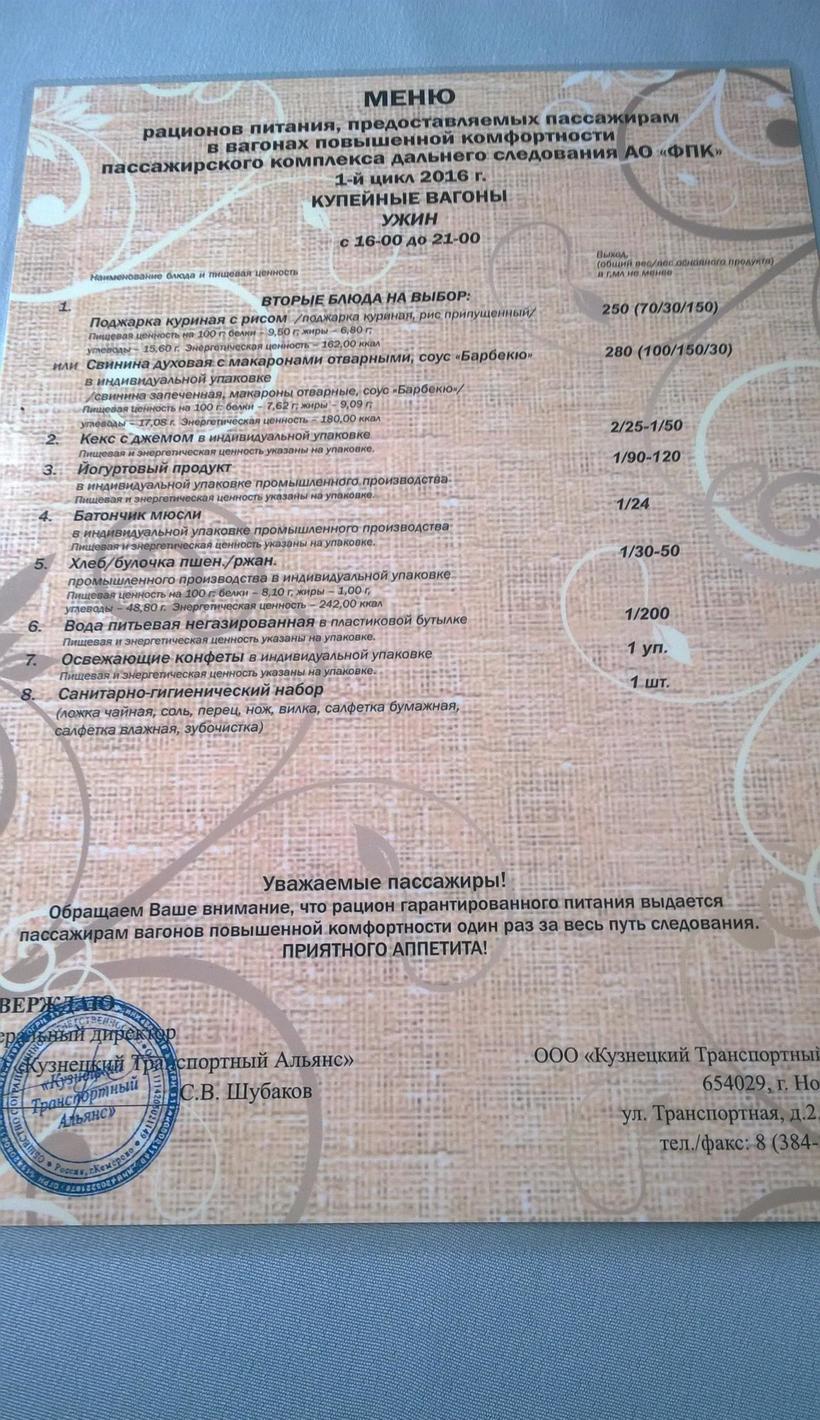 МЕНЮ
рационов питания, предоставляемых пассажирам
в вагонах повышенной комфортности
пассажирского комплекса дальнего следования АО «ФПК»
1-й цикл 2016 г.
КУПЕЙНЫЕ ВАГОНЫ
УЖИН
с 16-00 до 21-00
Наименование блюда и пищевая ценность
Выход,
(общий вес/вес основного продукта)
в г,мл не менее
1. ВТОРЫЕ БЛЮДА НА ВЫБОР:
Поджарка куриная с рисом /поджарка куриная, рис припущенный/ 250 (70/30/150)
Пищевая ценность на 100 г: белки – 9,50 г; жиры – 6,80 г;
углеводы – 15,60 г. Энергетическая ценность – 162,00 ккал
или Свинина духовая с макаронами отварными, соус «Барбекю» 280 (100/150/30)
в индивидуальной упаковке
/свинина запеченная, макароны отварные, соус «Барбекю»/
Пищевая ценность на 100 г: белки – 7,62 г; жиры – 9,09 г;
углеводы – 17,08 г. Энергетическая ценность – 180,00 ккал
2. Кекс с джемом в индивидуальной упаковке 2/25-1/50
Пищевая и энергетическая ценность указаны на упаковке.
3. Йогуртовый продукт 1/90-120
в индивидуальной упаковке промышленного производства
Пищевая и энергетическая ценность указаны на упаковке.
4. Батончик мюсли 1/24
в индивидуальной упаковке промышленного производства
Пищевая и энергетическая ценность указаны на упаковке.
5. Хлеб/булочка пшен./ржан. 1/30-50
промышленного производства в индивидуальной упаковке
Пищевая ценность на 100 г: белки – 8,10 г, жиры – 1,00 г,
углеводы – 48,80 г. Энергетическая ценность – 242,00 ккал
6. Вода питьевая негазированная в пластиковой бутылке 1/200
Пищевая и энергетическая ценность указаны на упаковке.
7. Освежающие конфеты в индивидуальной упаковке 1 уп.
Пищевая и энергетическая ценность указаны на упаковке.
8. Санитарно-гигиенический набор 1 шт.
(ложка чайная, соль, перец, нож, вилка, салфетка бумажная,
салфетка влажная, зубочистка)
Уважаемые пассажиры!
Обращаем Ваше внимание, что рацион гарантированного питания выдается
пассажирам вагонов повышенной комфортности один раз за весь путь следования.
ПРИЯТНОГО АППЕТИТА!
ВЕРЖДАЮ
еральный директор
«Кузнецкий Транспортный Альянс»
С.В. Шубаков
«Кузнецкий
Транспортный
Альянс»
Россия, г.Кемерово
ООО «Кузнецкий Транспортный
654029, г. Но
ул. Транспортная, д.2
тел./факс: 8 (384-